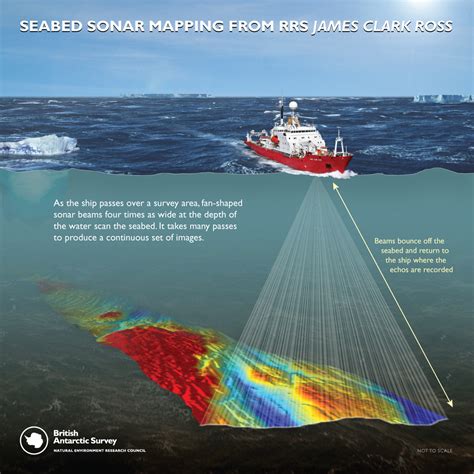 SEABED SONAR MAPPING FROM RRS JAMES CLARK ROSS
As the ship passes over a survey area, fan-shaped
sonar beams four times as wide at the depth of
the water scan the seabed. It takes many passes
to produce a continuous set of images.
Beams bounce off the
seabed and return to
the ship where the
echos are recorded
British
Antarctic Survey
NATURAL ENVIRONMENT RESEARCH COUNCIL
NOT TO SCALE